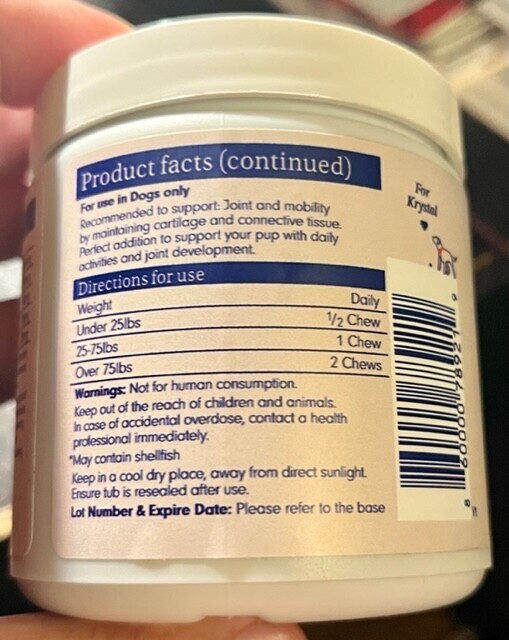 Product facts (continued)
For use in Dogs only
Recommended to support: Joint and mobility
by maintaining cartilage and connective tissue.
Perfect addition to support your pup with daily
activities and joint development.
Directions for use
Weight Daily
Under 25lbs 1/2 Chew
25-75lbs 1 Chew
Over 75lbs 2 Chews
Warnings: Not for human consumption.
Keep out of the reach of children and animals.
In case of accidental overdose, contact a health
professional immediately.
*May contain shellfish
Keep in a cool dry place, away from direct sunlight.
Ensure tub is resealed after use.
Lot Number & Expire Date: Please refer to the base
For
Krystal